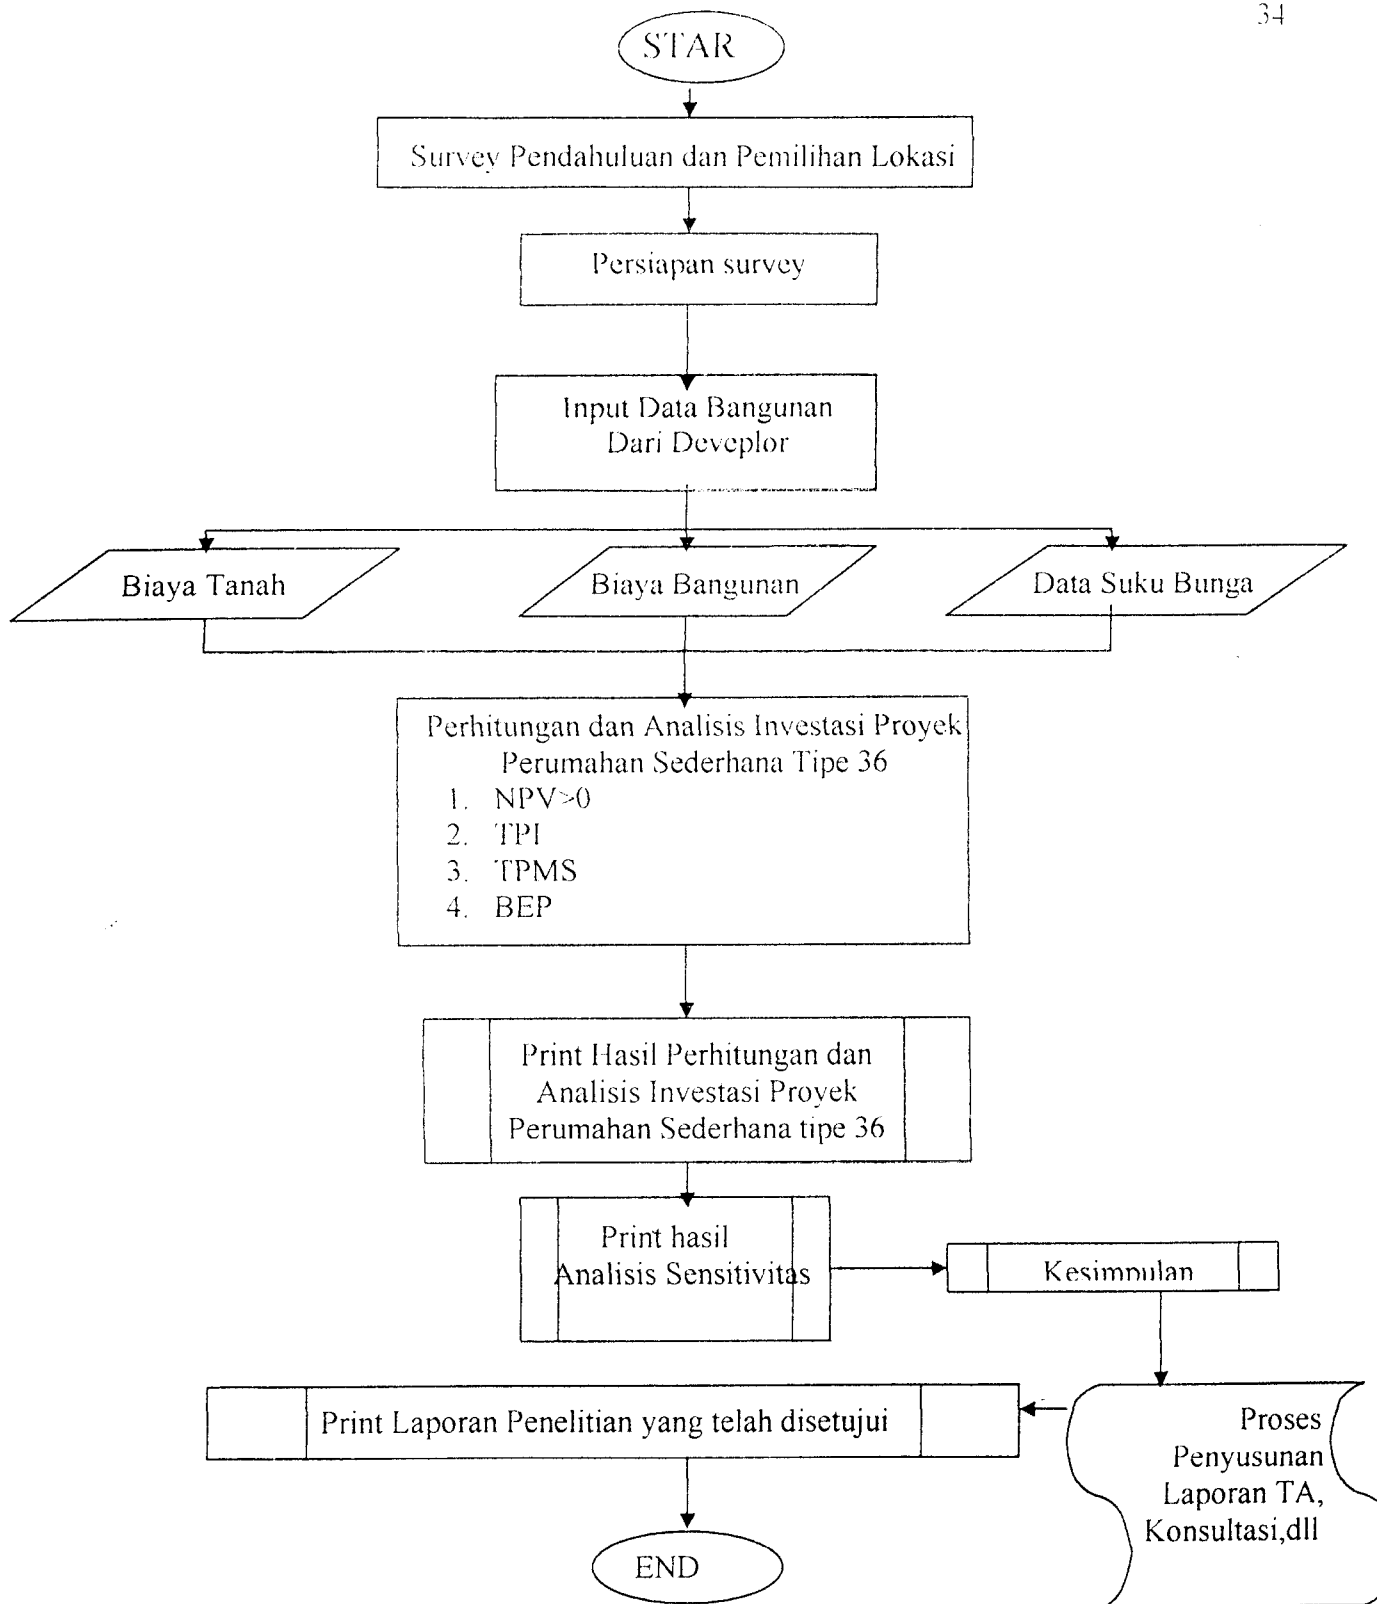 34
STAR
Survey Pendahuluan dan Pemilihan Lokasi
Persiapan survey
Input Data Bangunan
Dari Deveplor
Biaya Tanah
Biaya Bangunan
Data Suku Bunga
Perhitungan dan Analisis Investasi Proyek
Perumahan Sederhana Tipe 36
1. NPV>0
2. TPI
3. TPMS
4. BEP
Print Hasil Perhitungan dan
Analisis Investasi Proyek
Perumahan Sederhana tipe 36
Print hasil
Analisis Sensitivitas
Kesimpulan
Proses
Penyusunan
Laporan TA,
Konsultasi,dll
Print Laporan Penelitian yang telah disetujui
END